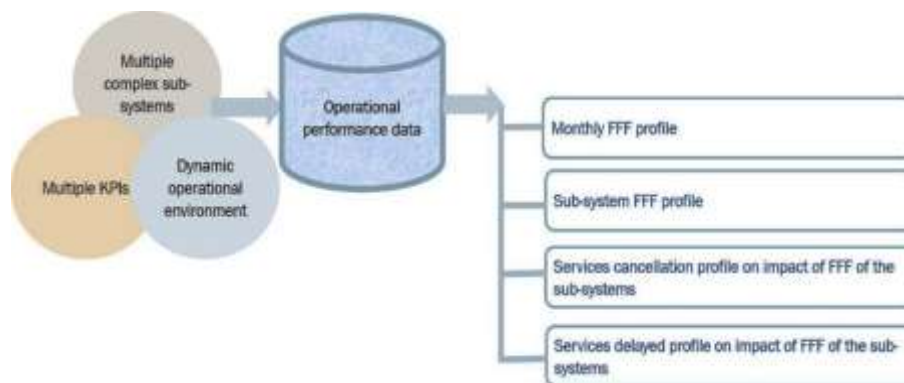 Multiple
complex sub-
systems
Multiple KPIs
Dynamic
operational
environment
Operational
performance data
Monthly FFF profile
Sub-system FFF profile
Services cancellation profile on impact of FFF of the
sub-systems
Services delayed profile on impact of FFF of the sub-
systems